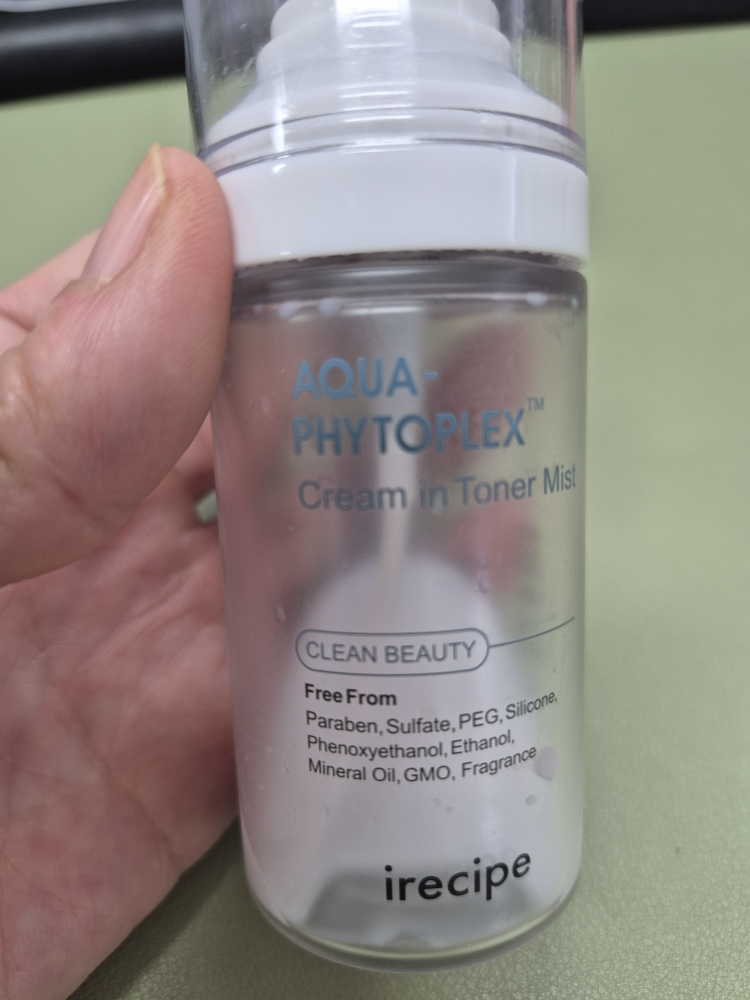 AQUA-
PHYTOPLEX™
Cream in Toner Mist
CLEAN BEAUTY
Free From
Paraben, Sulfate, PEG, Silicone,
Phenoxyethanol, Ethanol,
Mineral Oil, GMO, Fragrance
irecipe